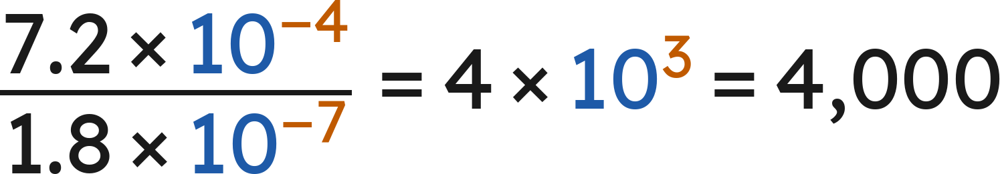 7.2 × 10⁻⁴ / 1.8 × 10⁻⁷ = 4 × 10³ = 4,000